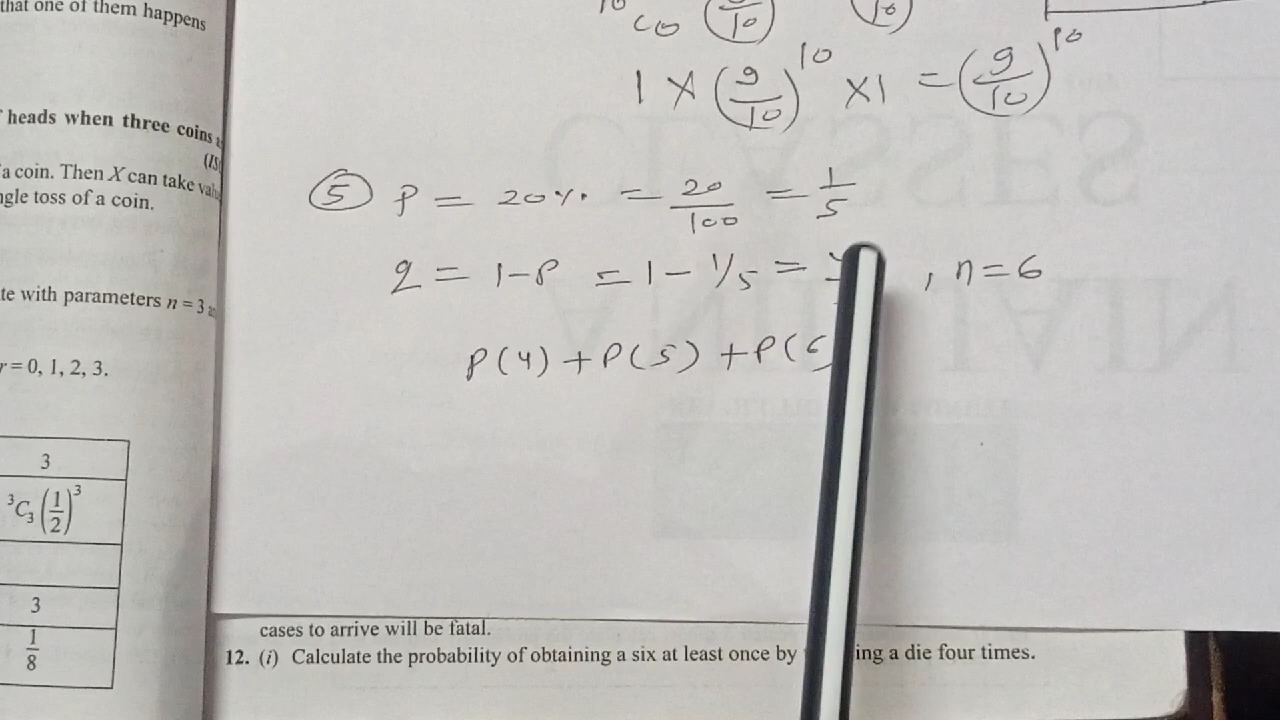 that one of them happens
heads when three coins
a coin. Then X can take
ngle toss of a coin.
te with parameters n = 3
r = 0, 1, 2, 3.
3
³C₃(1/2)³
3
1/8
10C0 (9/10)
1 × (9/10)^10 × 1 = (9/10)^10
⑤ P = 20% = 20/100 = 1/5
q = 1-P = 1 - 1/5 = , n=6
P(4) + P(5) + P(6
cases to arrive will be fatal.
12. (i) Calculate the probability of obtaining a six at least once by ing a die four times.